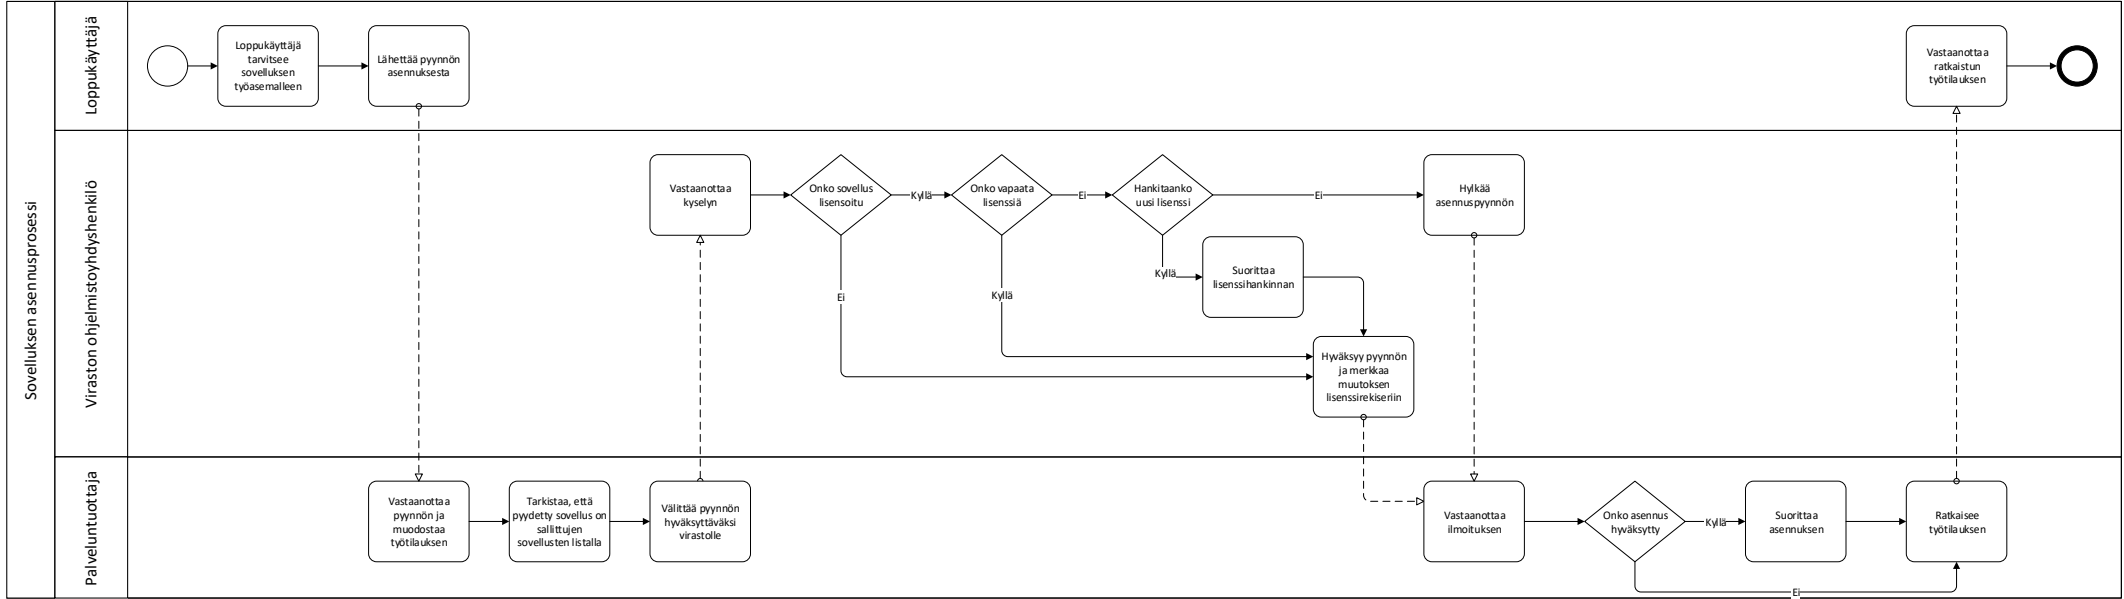 Sovelluksen asennusprosessi
Loppukäyttäjä
Loppukäyttäjä
tarvitsee
sovelluksen
työasemalleen
Lähettää pyynnön
asennuksesta
Vastaanottaa
ratkaistun
työtilauksen
Viraston ohjelmistoyhdyshenkilö
Vastaanottaa
kyselyn
Onko sovellus
lisensoitu
Kyllä
Onko vapaata
lisenssiä
Ei
Hankitaanko
uusi lisenssi
Ei
Hylkää
asennuspyynnön
Kyllä
Suorittaa
lisenssihankinnan
Ei
Kyllä
Hyväksyy pyynnön
ja merkkaa
muutoksen
lisenssirekiseriin
Palveluntuottaja
Vastaanottaa
pyynnön ja
muodostaa
työtilauksen
Tarkistaa, että
pyydetty sovellus on
sallittujen
sovellusten listalla
Välittää pyynnön
hyväksyttäväksi
virastolle
Vastaanottaa
ilmoituksen
Onko asennus
hyväksytty
Kyllä
Suorittaa
asennuksen
Ratkaisee
työtilauksen
Ei